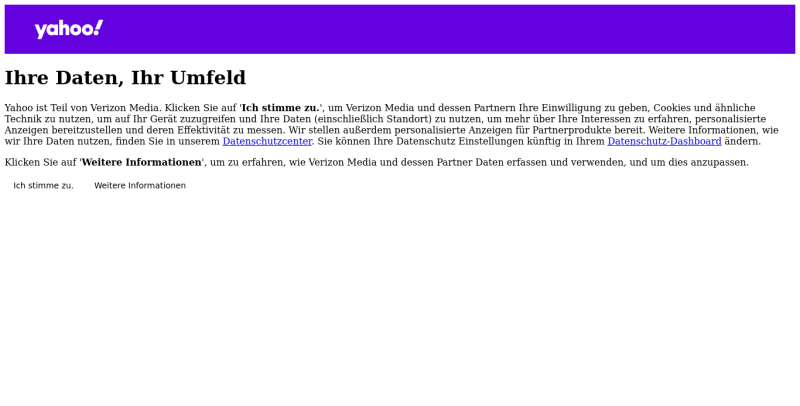 yahoo!
Ihre Daten, Ihr Umfeld
Yahoo ist Teil von Verizon Media. Klicken Sie auf 'Ich stimme zu.', um Verizon Media und dessen Partnern Ihre Einwilligung zu geben, Cookies und ähnliche
Technik zu nutzen, um auf Ihr Gerät zuzugreifen und Ihre Daten (einschließlich Standort) zu nutzen, um mehr über Ihre Interessen zu erfahren, personalisierte
Anzeigen bereitzustellen und deren Effektivität zu messen. Wir stellen außerdem personalisierte Anzeigen für Partnerprodukte bereit. Weitere Informationen, wie
wir Ihre Daten nutzen, finden Sie in unserem Datenschutzcenter. Sie können Ihre Datenschutz Einstellungen künftig in Ihrem Datenschutz-Dashboard ändern.
Klicken Sie auf 'Weitere Informationen', um zu erfahren, wie Verizon Media und dessen Partner Daten erfassen und verwenden, und um dies anzupassen.
Ich stimme zu. Weitere Informationen